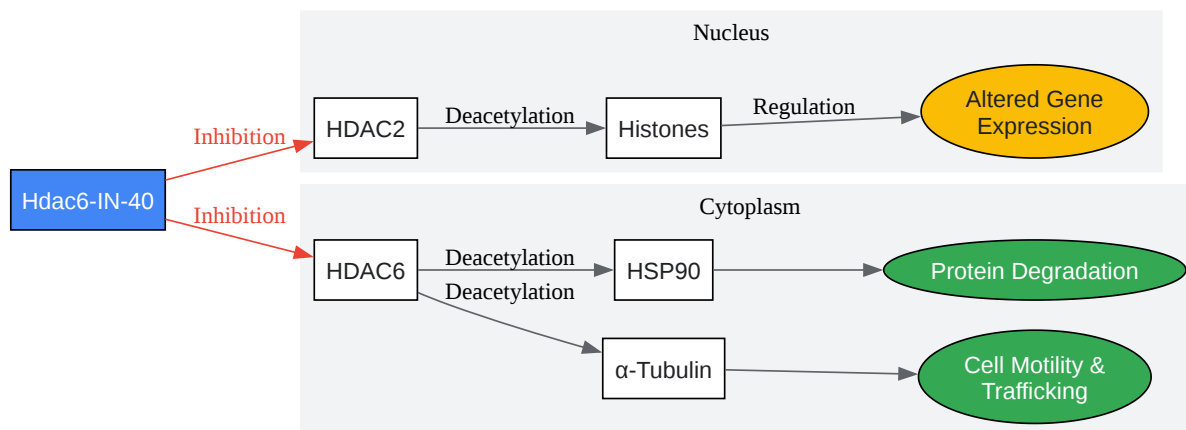 Nucleus
Altered Gene
Expression
Regulation
Deacetylation
HDAC2
Histones
Inhibition
Hdac6-IN-40
Inhibition
Cytoplasm
Deacetylation
HDAC6
HSP90
Protein Degradation
Deacetylation
α-Tubulin
Cell Motility &
Trafficking